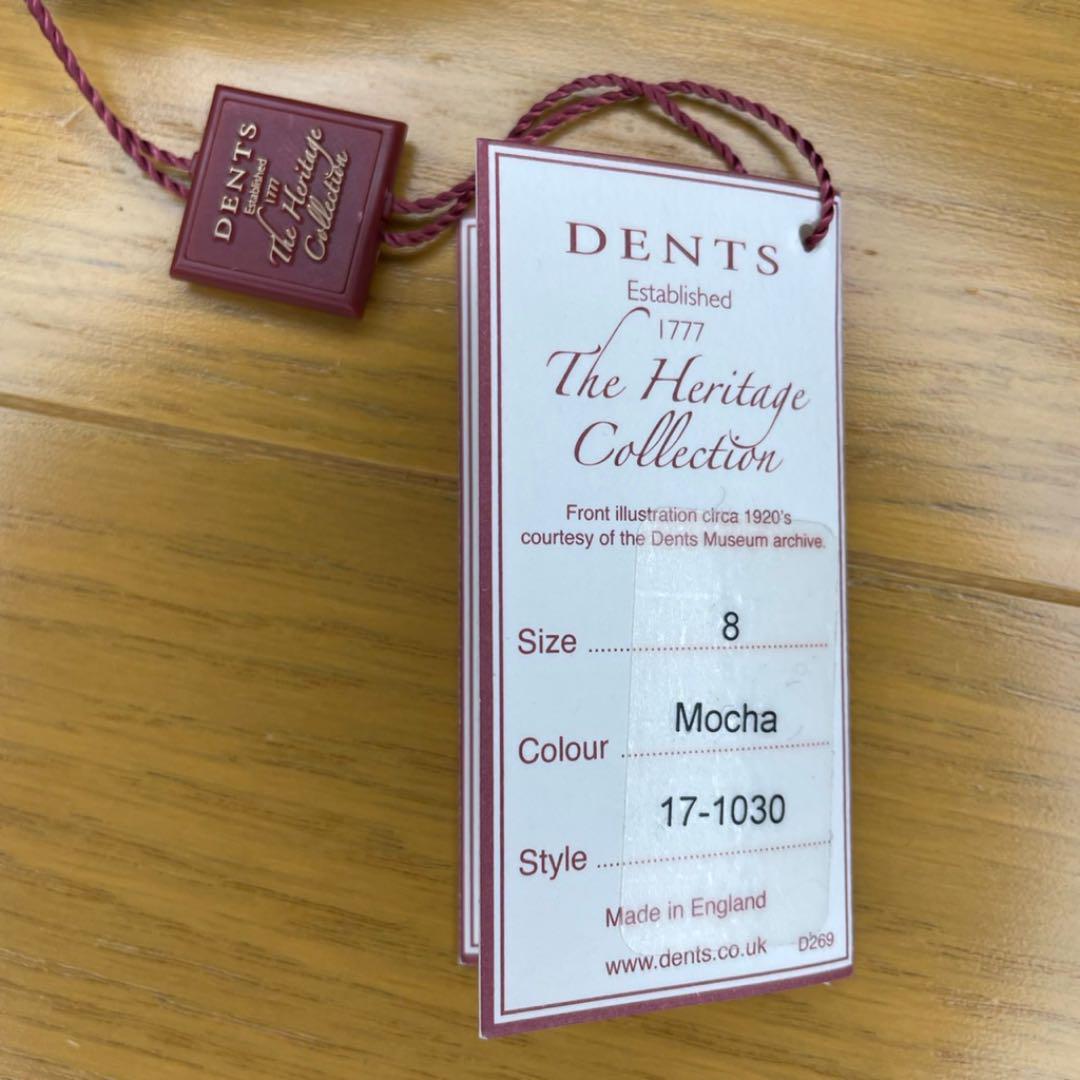 DENTS
Established
1777
The Heritage
Collection
DENTS
Established
1777
The Heritage
Collection
Front illustration circa 1920's
courtesy of the Dents Museum archive.
Size 8
Colour Mocha
Style 17-1030
Made in England
www.dents.co.uk D269